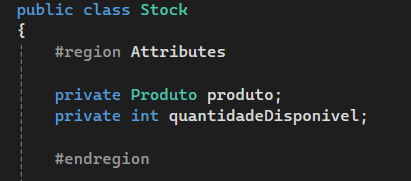 public class Stock
{
#region Attributes
private Produto produto;
private int quantidadeDisponivel;
#endregion